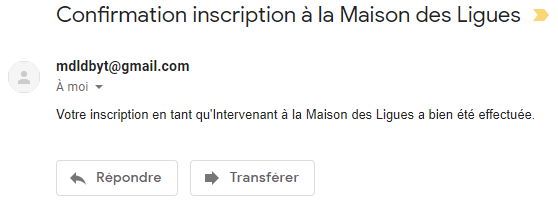 Confirmation inscription à la Maison des Ligues
mdldbyt@gmail.com
À moi
Votre inscription en tant qu'Intervenant à la Maison des Ligues a bien été effectuée.
Répondre
Transférer